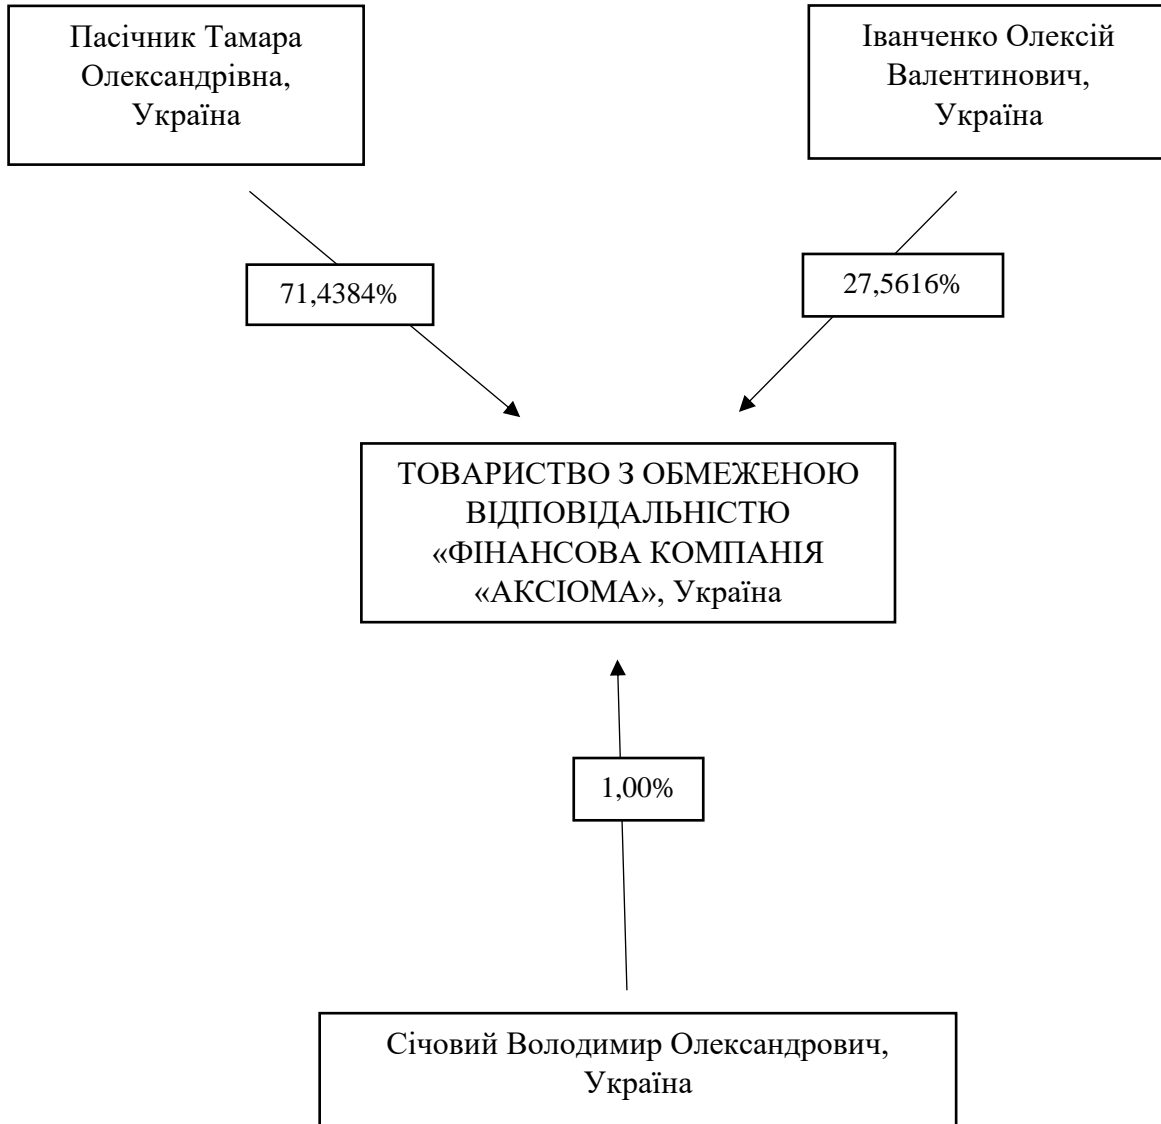 Пасічник Тамара
Олександрівна,
Україна
Іванченко Олексій
Валентинович,
Україна
71,4384%
27,5616%
ТОВАРИСТВО З ОБМЕЖЕНОЮ
ВІДПОВІДАЛЬНІСТЮ
«ФІНАНСОВА КОМПАНІЯ
«АКСІОМА», Україна
1,00%
Січовий Володимир Олександрович,
Україна